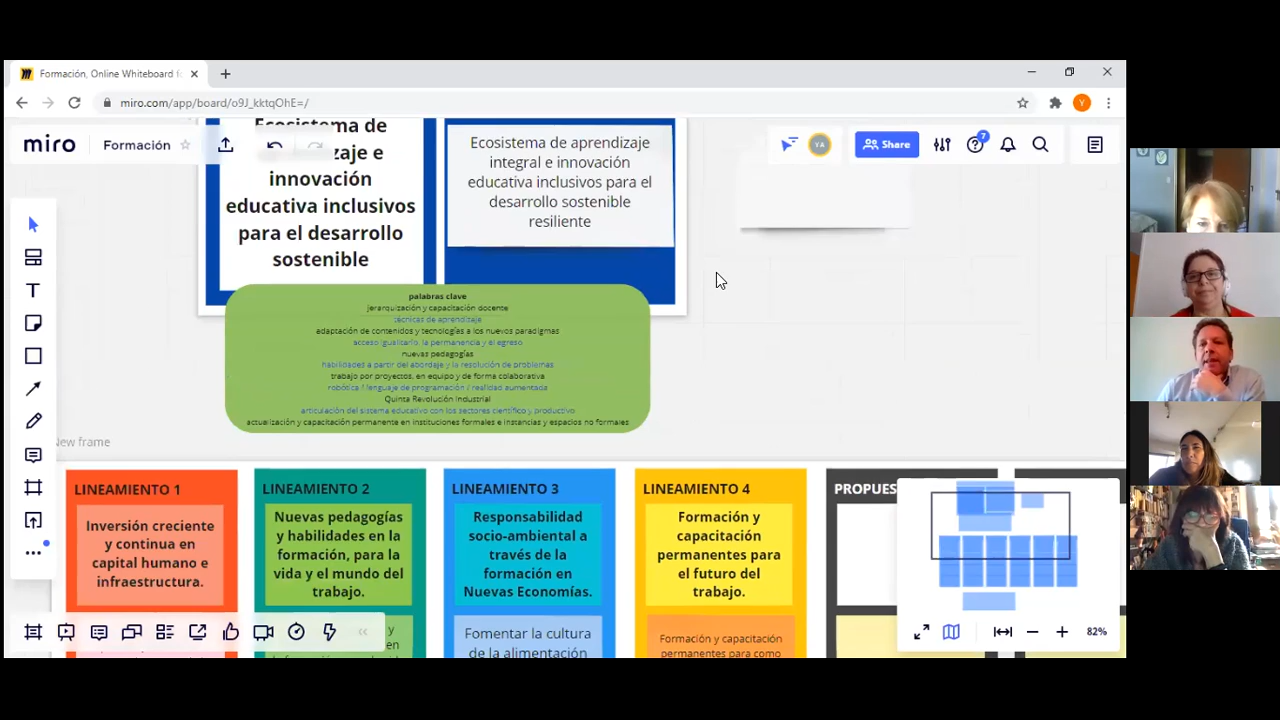 Formación, Online Whiteboard fo
miro.com/app/board/o9J_kktqOhE=/
Y
miro
Formación
YA
Share
7
Ecosistema de
aprendizaje e
innovación
educativa inclusivos
para el desarrollo
sostenible
Ecosistema de aprendizaje
integral e innovación
educativa inclusivos para el
desarrollo sostenible
resiliente
palabras clave
jerarquización y capacitación docente
técnicas de aprendizaje
adaptación de contenidos y tecnologías a los nuevos paradigmas
acceso igualitario, la permanencia y el egreso
nuevas pedagogías
habilidades a partir del abordaje y la resolución de problemas
trabajo por proyectos, en equipo y de forma colaborativa
robótica / lenguaje de programación / realidad aumentada
Quinta Revolución Industrial
articulación del sistema educativo con los sectores científico y productivo
actualización y capacitación permanente en instituciones formales e instancias y espacios no formales
New frame
LINEAMIENTO 1
Inversión creciente
y continua en
capital humano e
infraestructura.
LINEAMIENTO 2
Nuevas pedagogías
y habilidades en la
formación, para la
vida y el mundo del
trabajo.
y
en
LINEAMIENTO 3
Responsabilidad
socio-ambiental a
través de la
formación en
Nuevas Economías.
Fomentar la cultura
de la alimentación
LINEAMIENTO 4
Formación y
capacitación
permanentes para
el futuro del
trabajo.
Formación y capacitación
permanentes para como
PROPUES
82%